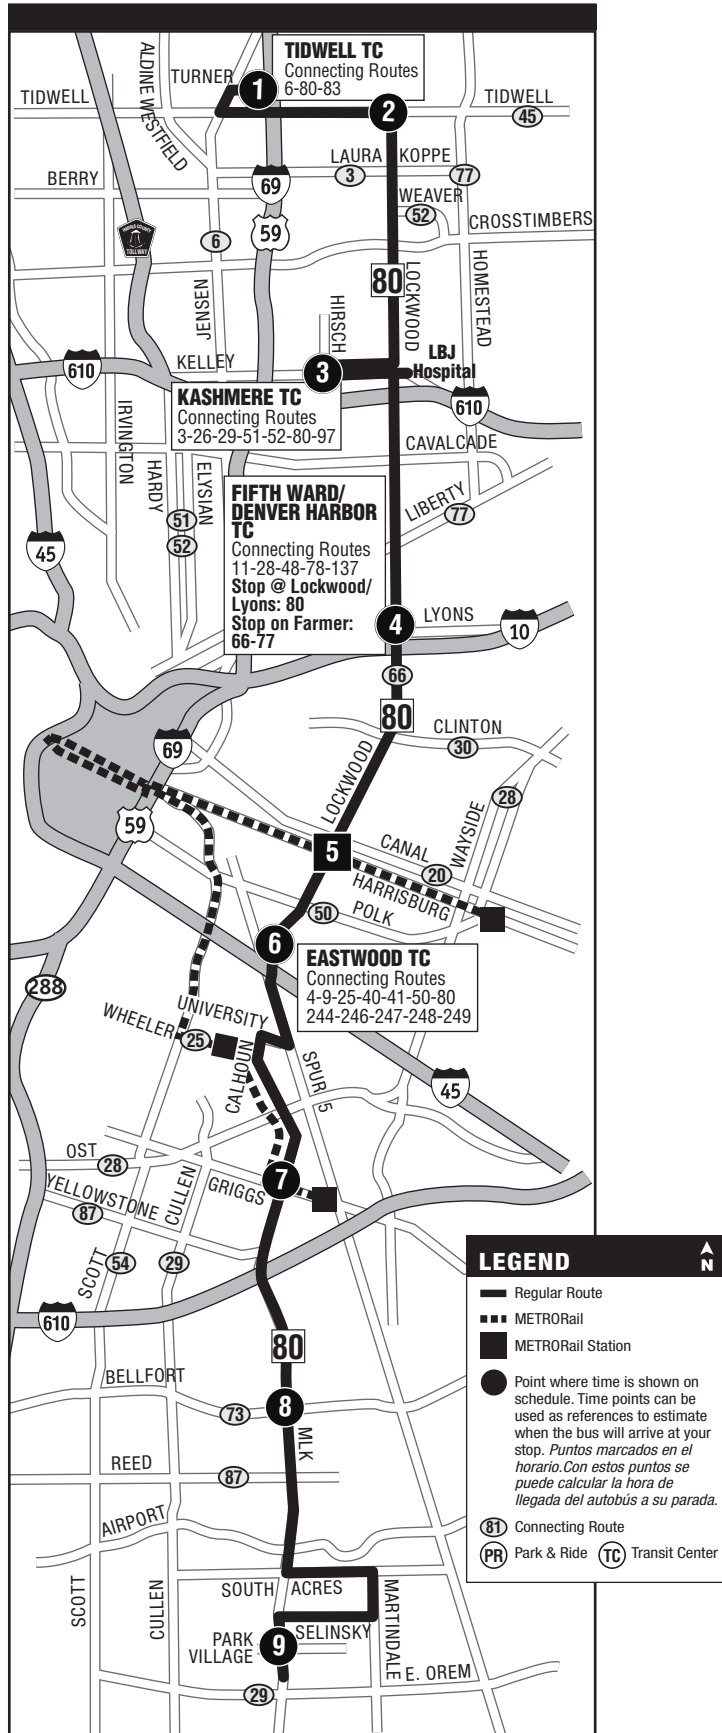 TIDWELL TC
Connecting Routes
6-80-83
ALDINE WESTFIELD
TURNER
1
TIDWELL
2
TIDWELL
45
LAURA KOPPE
3
77
BERRY
69
WEAVER
52
59
CROSSTIMBERS
6
HARRIS COUNTY
TOLLWAY
80
LOCKWOOD
HOMESTEAD
JENSEN
HIRSCH
KELLEY
3
LBJ
Hospital
610
610
KASHMERE TC
Connecting Routes
3-26-29-51-52-80-97
IRVINGTON
HARDY
ELYSIAN
CAVALCADE
LIBERTY
77
51
52
45
FIFTH WARD/
DENVER HARBOR
TC
Connecting Routes
11-28-48-78-137
Stop @ Lockwood/
Lyons: 80
Stop on Farmer:
66-77
4
LYONS
10
66
80
CLINTON
30
69
59
LOCKWOOD
28
WAYSIDE
5
CANAL
20
HARRISBURG
50
POLK
6
EASTWOOD TC
Connecting Routes
4-9-25-40-41-50-80
244-246-247-248-249
288
UNIVERSITY
WHEELER
25
CALHOUN
SPUR 5
45
OST
28
CULLEN
GRIGGS
7
YELLOWSTONE
87
SCOTT
54
29
610
80
BELLFORT
73
8
MLK
REED
87
AIRPORT
SCOTT
CULLEN
SOUTH ACRES
MARTINDALE
SELINSKY
PARK
VILLAGE
9
E. OREM
29
LEGEND
N
Regular Route
METRORail
METRORail Station
Point where time is shown on
schedule. Time points can be
used as references to estimate
when the bus will arrive at your
stop. Puntos marcados en el
horario.Con estos puntos se
puede calcular la hora de
llegada del autobús a su parada.
81 Connecting Route
PR Park & Ride TC Transit Center